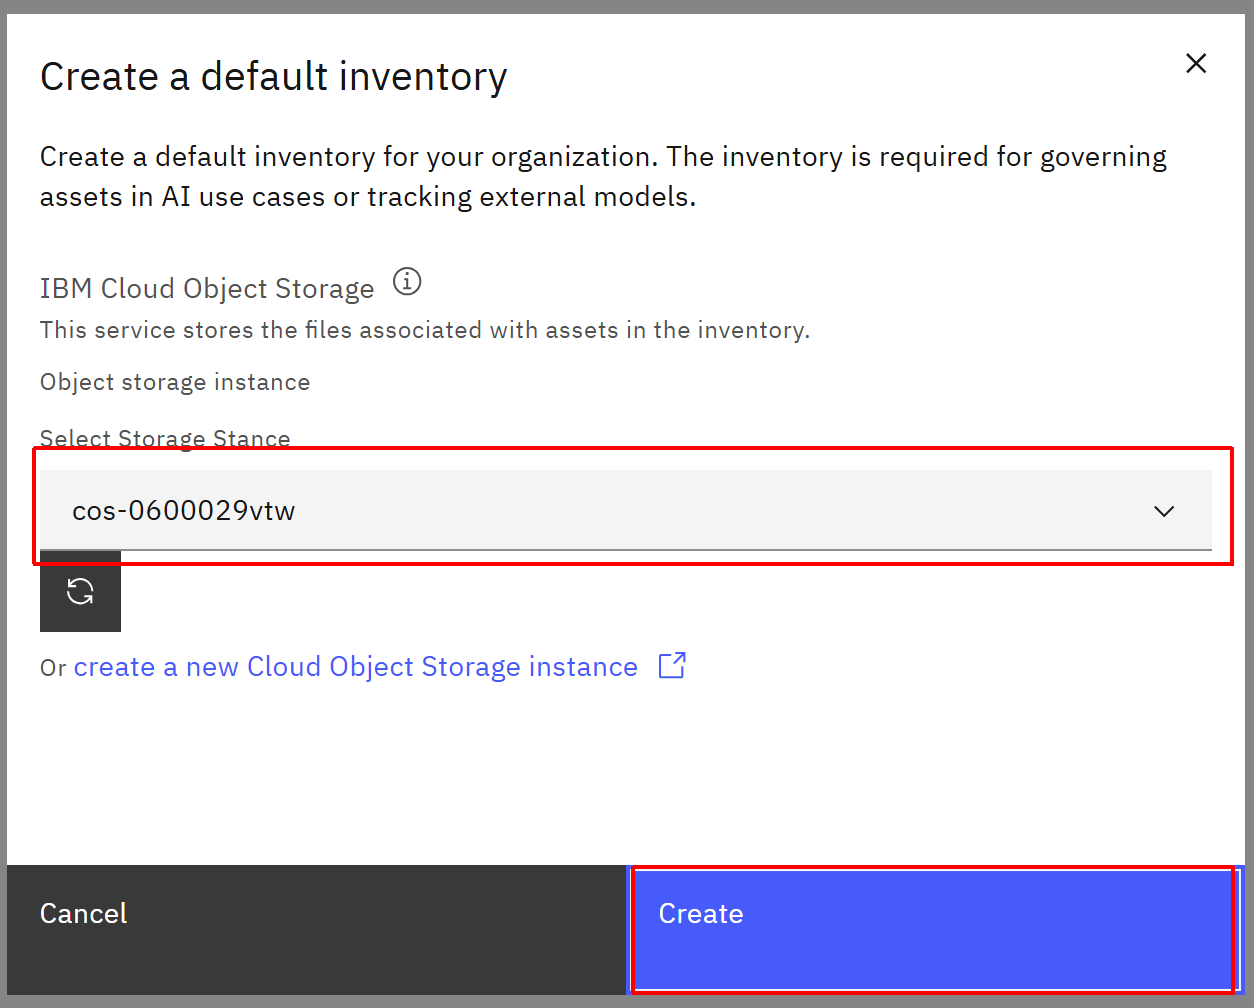 Create a default inventory
Create a default inventory for your organization. The inventory is required for governing
assets in AI use cases or tracking external models.
IBM Cloud Object Storage
This service stores the files associated with assets in the inventory.
Object storage instance
Select Storage Stance
cos-0600029vtw
Or create a new Cloud Object Storage instance
Cancel
Create